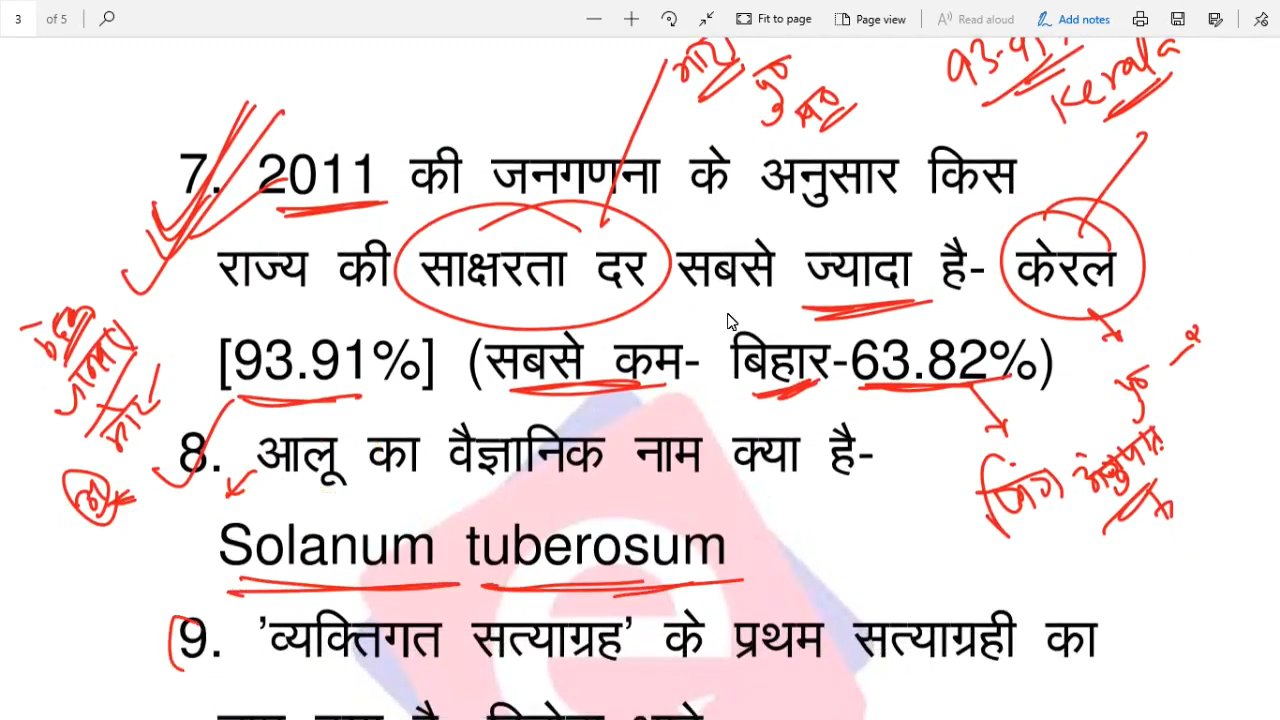 3 of 5 Fit to page Page view Read aloud Add notes
93.91%
Kerala
7. 2011 की जनगणना के अनुसार किस
राज्य की साक्षरता दर सबसे ज्यादा है- केरल
[93.91%] (सबसे कम- बिहार-63.82%)
लिंग अनुपात
8. आलू का वैज्ञानिक नाम क्या है-
Solanum tuberosum
9. 'व्यक्तिगत सत्याग्रह' के प्रथम सत्याग्रही का